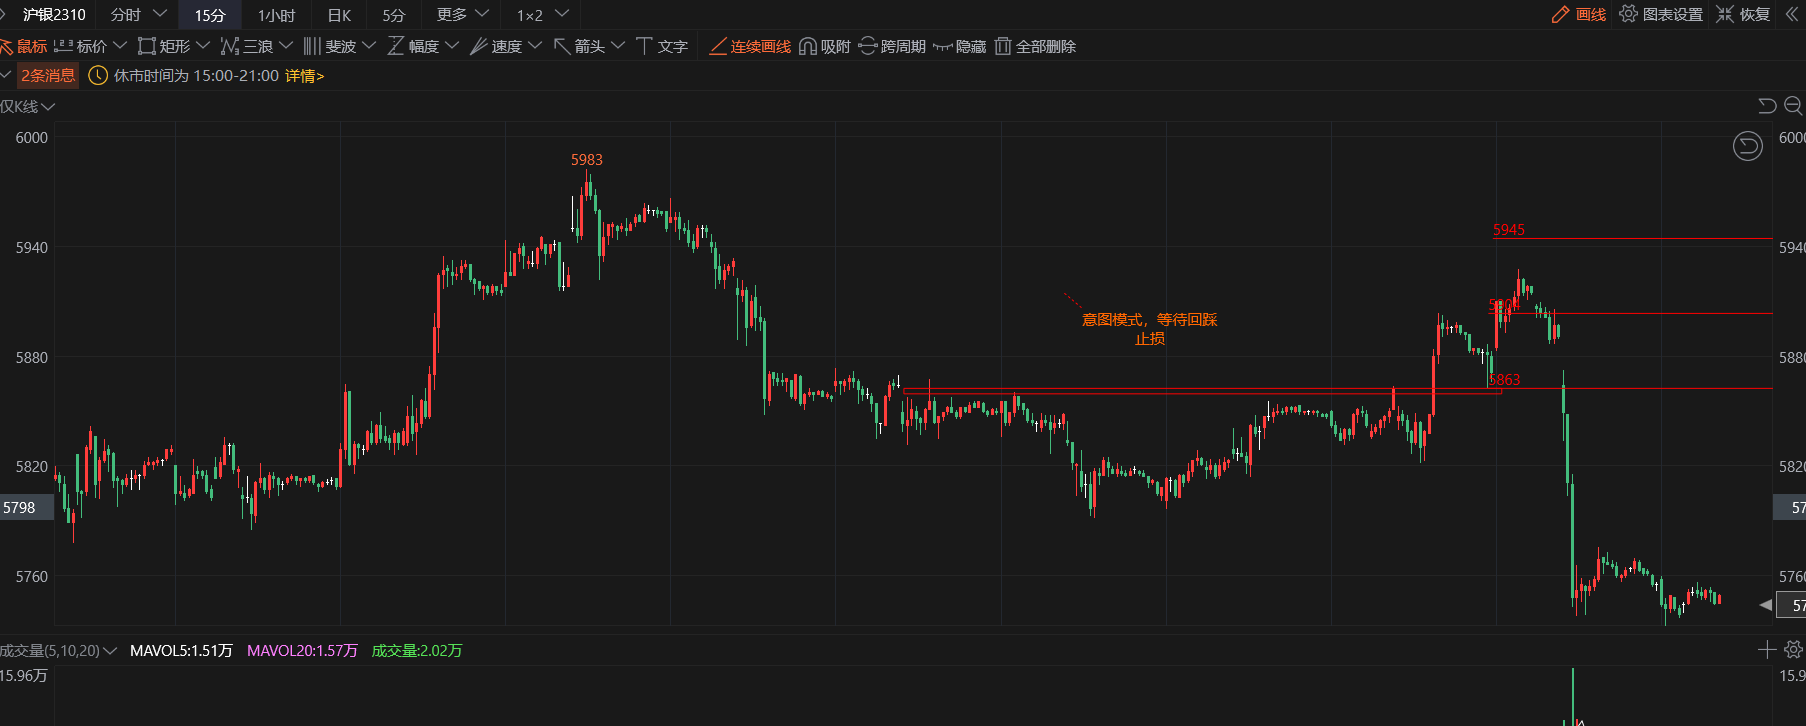 沪银2310 分时 15分 1小时 日K 5分 更多 1×2 画线 图表设置 恢复
鼠标 标价 矩形 三浪 斐波 幅度 速度 箭头 文字 连续画线 吸附 跨周期 隐藏 全部删除
2条消息 休市时间为 15:00-21:00 详情>
仅K线
6000
5940
5880
5820
5798
5760
5983
意图模式，等待回踩
止损
5945
5904
5863
6000
5940
5880
5820
57
5760
57
成交量(5,10,20) MAVOL5:1.51万 MAVOL20:1.57万 成交量:2.02万
15.96万
15.9